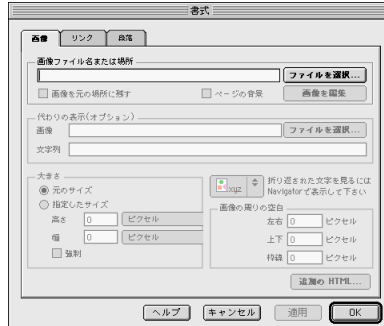 書式
画像 リンク 段落
画像ファイル名または場所
ファイルを選択...
画像を元の場所に残す ページの背景 画像を編集
代わりの表示(オプション)
画像 ファイルを選択...
文字列
大きさ
元のサイズ
指定したサイズ
高さ 0 ピクセル
幅 0 ピクセル
強制
xyz 折り返された文字を見るには
Navigatorで表示して下さい
画像の周りの空白
左右 0 ピクセル
上下 0 ピクセル
枠線 0 ピクセル
追加の HTML...
ヘルプ キャンセル 適用 OK